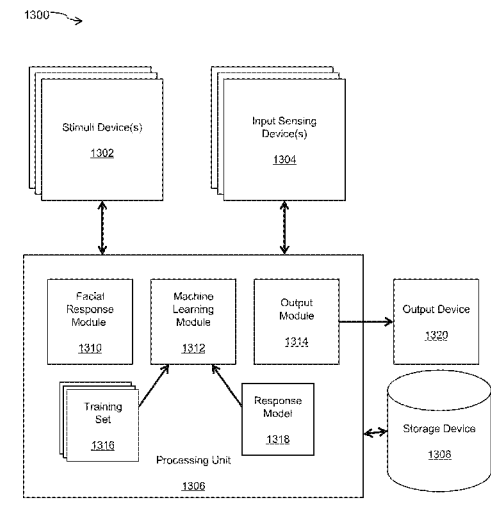 1300
Stimuli Device(s)
1302
Input Sensing
Device(s)
1304
Facial
Response
Module
1310
Machine
Learning
Module
1312
Output
Module
1314
Output Device
1320
Training
Set
1316
Response
Model
1318
Storage Device
1308
Processing Unit
1306